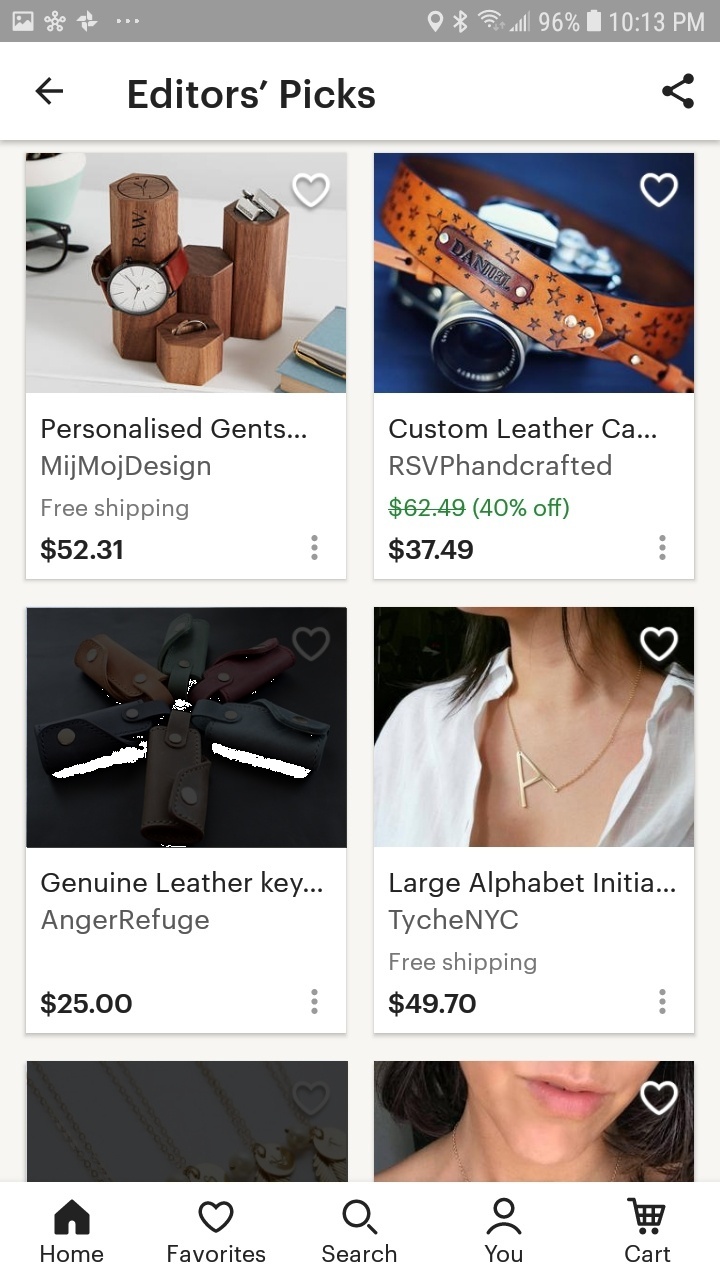 96% 10:13 PM
Editors’ Picks
R.W.
DANIEL
Personalised Gents...
MijMojDesign
Free shipping
$52.31
Custom Leather Ca...
RSVPhandcrafted
$62.49 (40% off)
$37.49
A
Genuine Leather key...
AngerRefuge
$25.00
Large Alphabet Initia...
TycheNYC
Free shipping
$49.70
Home
Favorites
Search
You
Cart